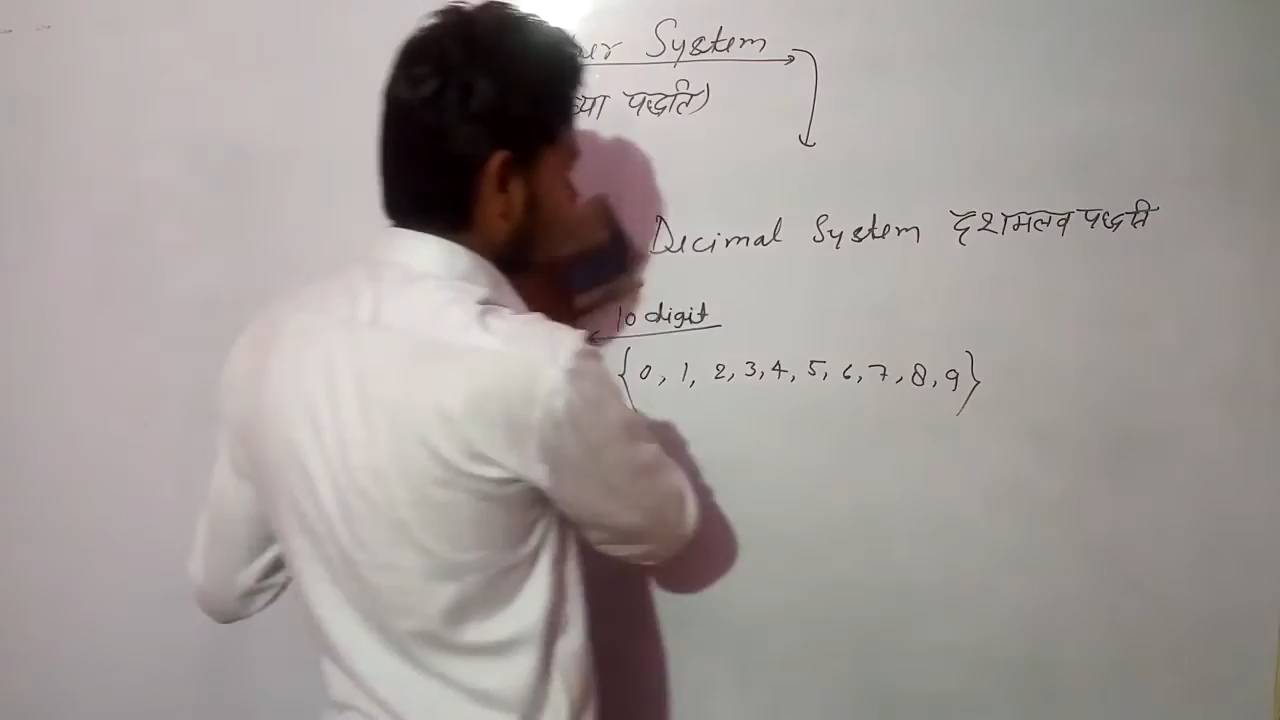 System
पद्धति)
Decimal System दशमलव पद्धति
10 digit
{0, 1, 2, 3, 4, 5, 6, 7, 8, 9}